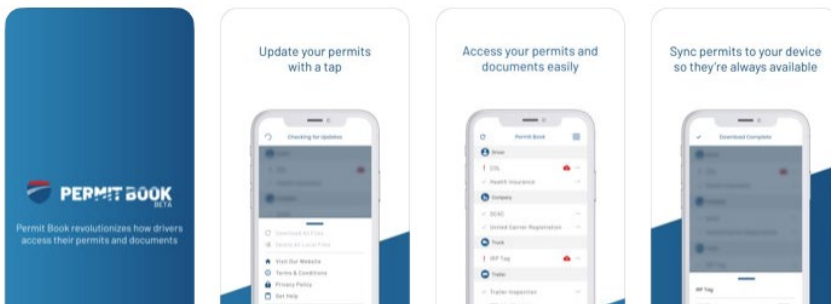 PERMIT BOOK
BETA
Permit Book revolutionizes how drivers
access their permits and documents
Update your permits
with a tap
Checking for Updates
Download All Files
Delete All Local Files
Visit Our Website
Terms & Conditions
Privacy Policy
Get Help
Access your permits and
documents easily
Permit Book
Driver
CDL
Health Insurance
Company
SCAC
United Carrier Registration
Truck
IRP Tag
Trailer
Trailer Inspection
Sync permits to your device
so they're always available
Download Complete
IRP Tag